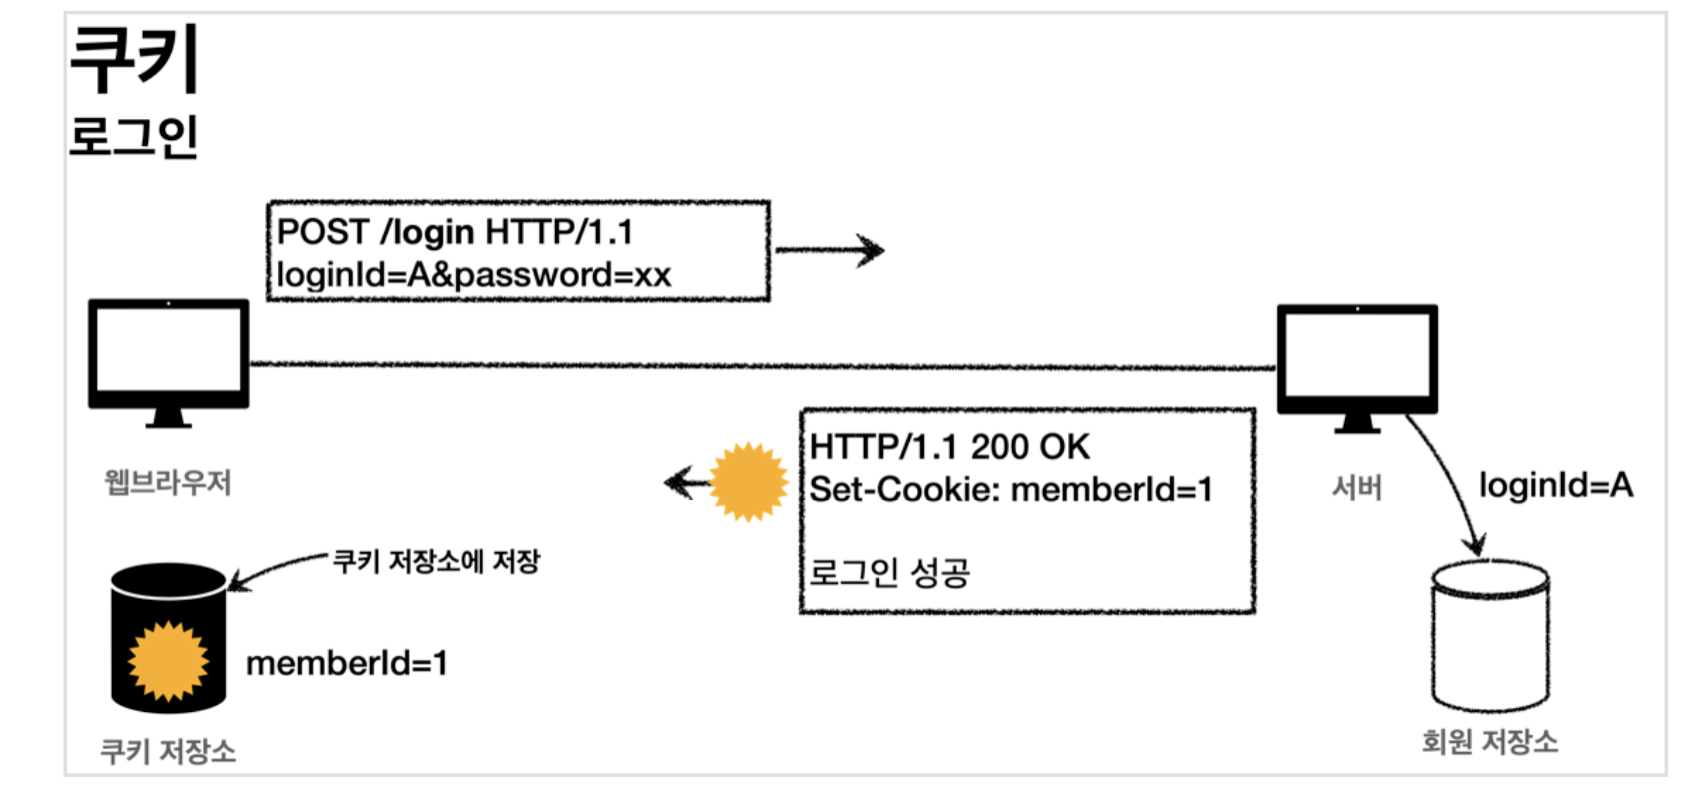 쿠키
로그인
POST /login HTTP/1.1
loginId=A&password=xx
HTTP/1.1 200 OK
Set-Cookie: memberId=1
로그인 성공
웹브라우저
서버
loginId=A
쿠키 저장소에 저장
memberId=1
쿠키 저장소
회원 저장소